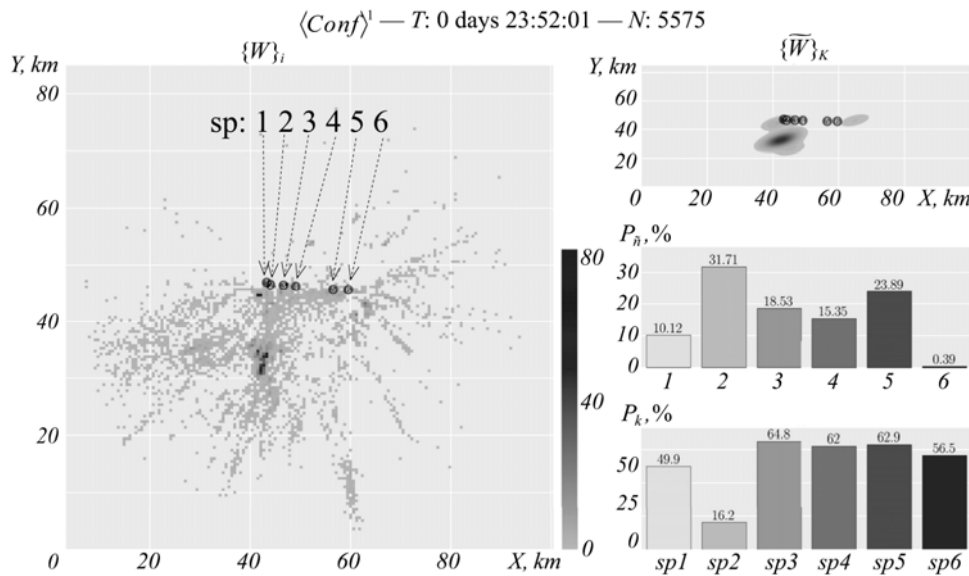 ⟨Conf⟩¹ — T: 0 days 23:52:01 — N: 5575
{W}ᵢ
Y, km
80
60
40
20
0
20
40
60
80
X, km
sp: 1 2 3 4 5 6
80
40
0
{W̃}_K
Y, km
60
40
20
0
20
40
60
80
X, km
P_ñ, %
30
20
10
0
10.12
31.71
18.53
15.35
23.89
0.39
1
2
3
4
5
6
P_k, %
50
25
0
49.9
16.2
64.8
62
62.9
56.5
sp1
sp2
sp3
sp4
sp5
sp6